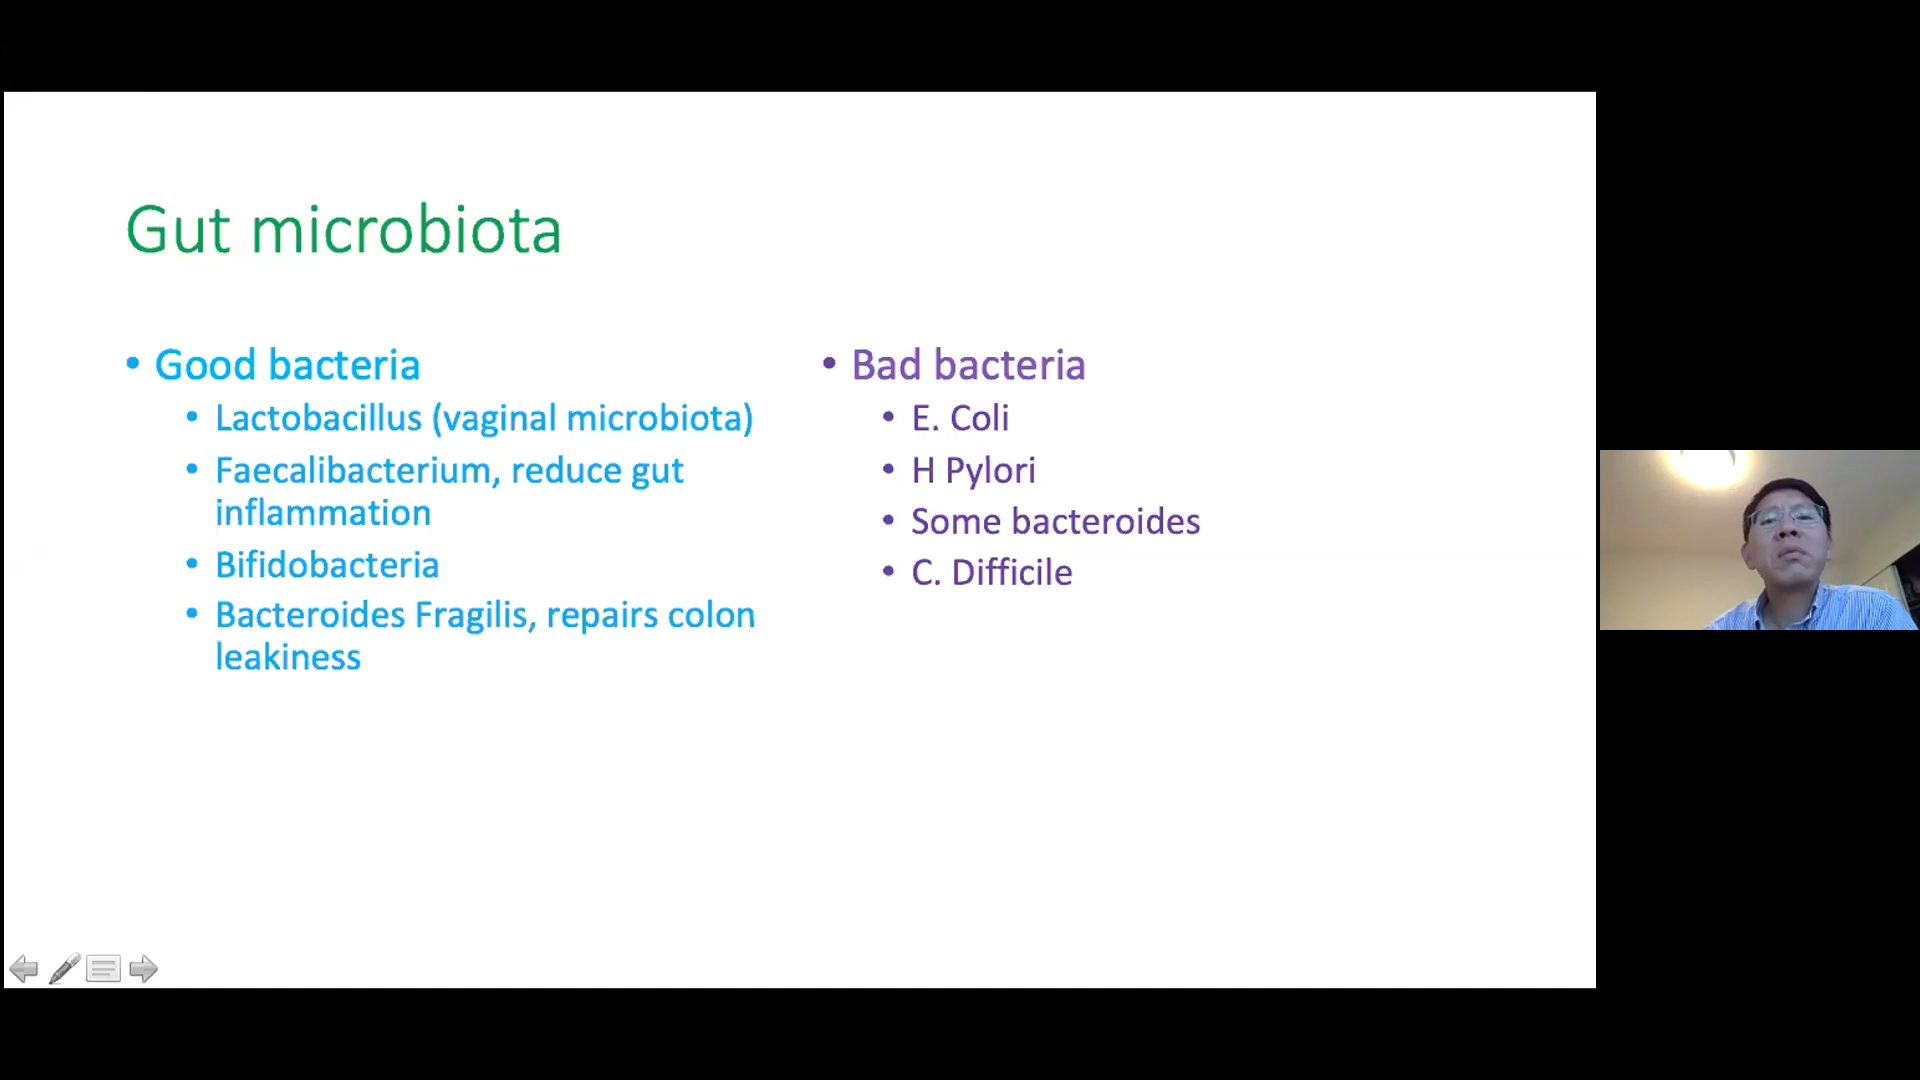 Gut microbiota
• Good bacteria
• Lactobacillus (vaginal microbiota)
• Faecalibacterium, reduce gut
inflammation
• Bifidobacteria
• Bacteroides Fragilis, repairs colon
leakiness
• Bad bacteria
• E. Coli
• H Pylori
• Some bacteroides
• C. Difficile